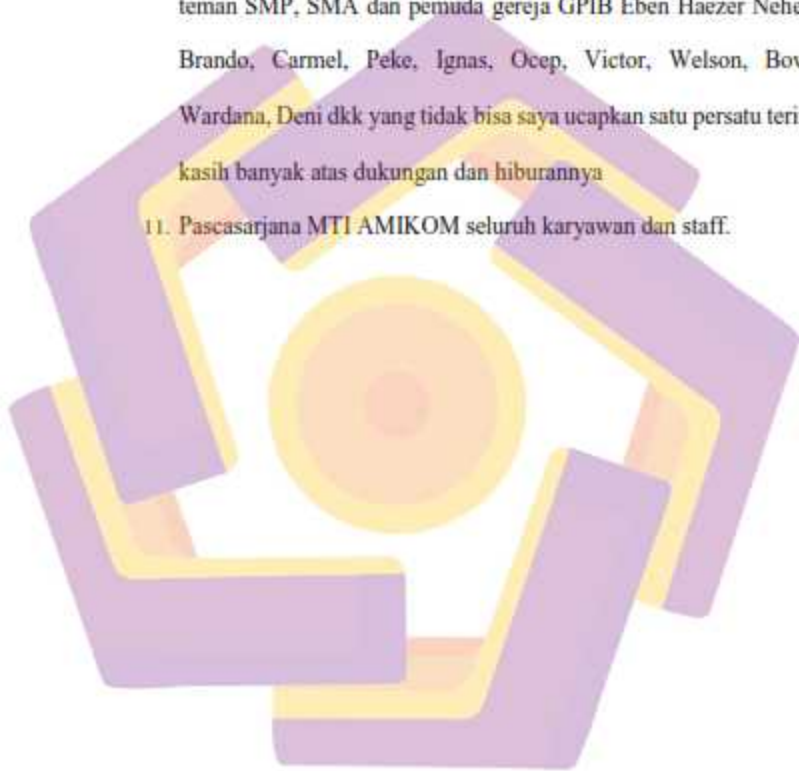 teman SMP, SMA dan pemuda gereja GPIB Eben Haezer
Brando, Carmel, Peke, Ignas, Ocep, Victor, Welson,
Wardana, Deni dkk yang tidak bisa saya ucapkan satu persatu
kasih banyak atas dukungan dan hiburannya
11. Pascasarjana MTI AMIKOM seluruh karyawan dan staff.